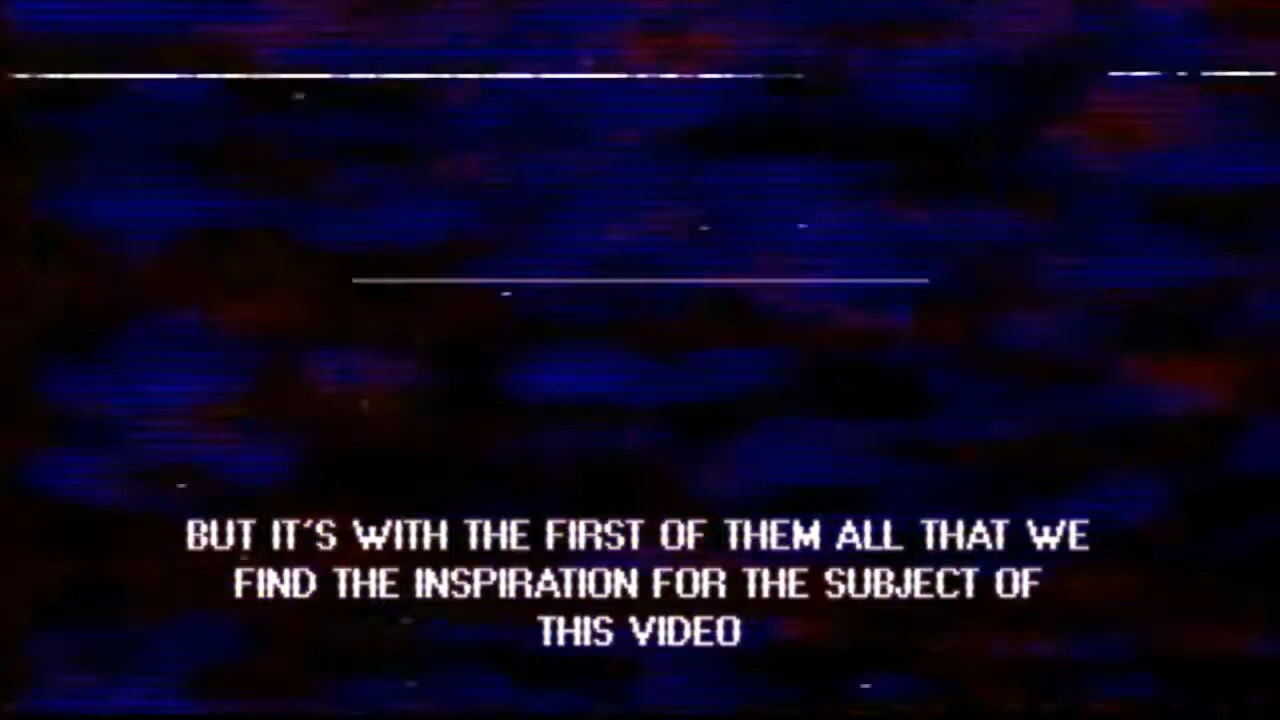 BUT IT'S WITH THE FIRST OF THEM ALL THAT WE
FIND THE INSPIRATION FOR THE SUBJECT OF
THIS VIDEO